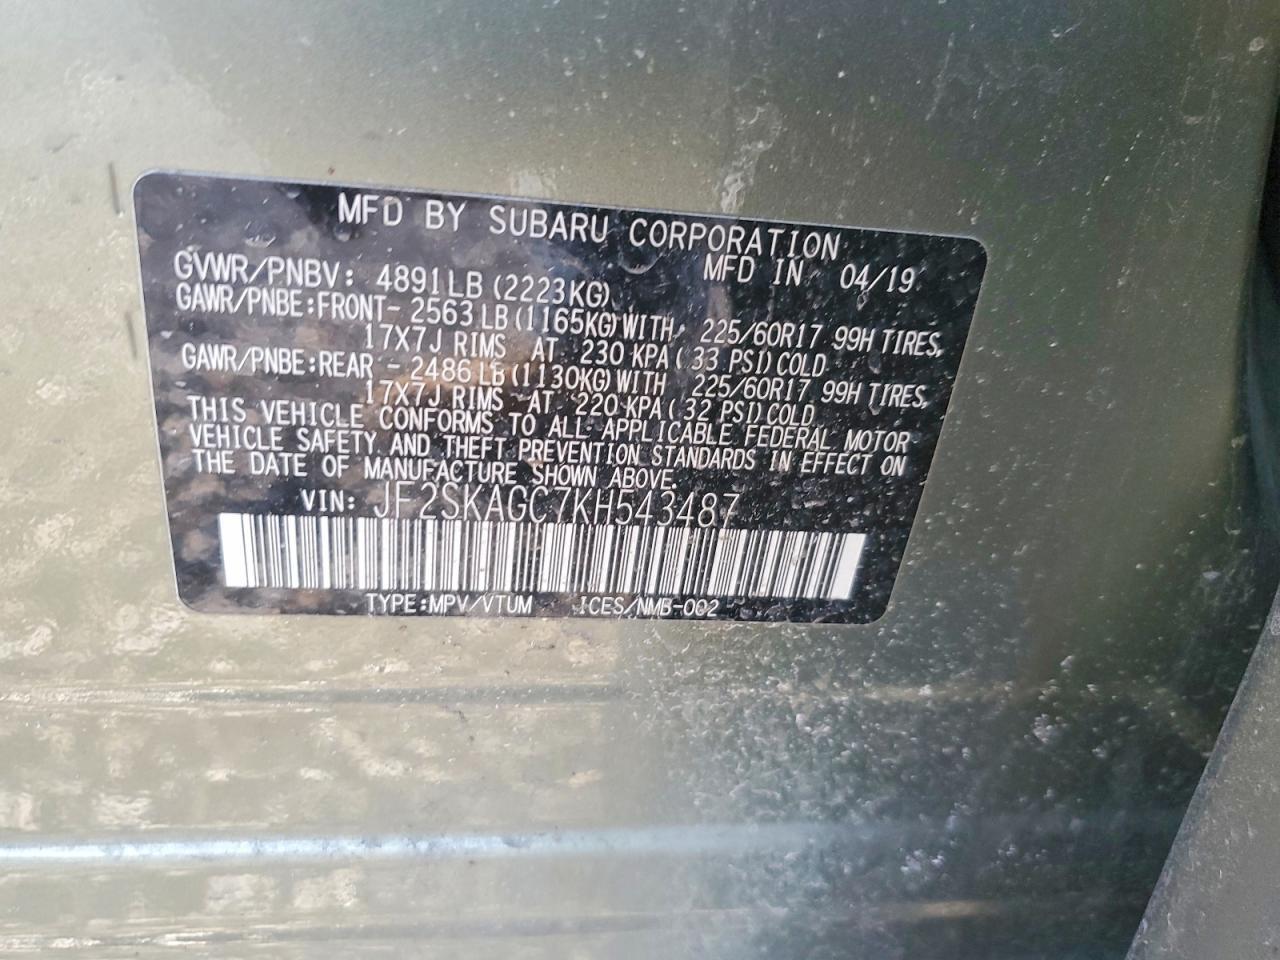 MFD BY SUBARU CORPORATION
MFD IN 04/19
GVWR/PNBV: 4891LB (2223KG)
GAWR/PNBE:FRONT- 2563 LB (1165KG) WITH 225/60R17 99H TIRES,
17X7J RIMS AT 230 KPA ( 33 PSI) COLD
GAWR/PNBE:REAR - 2486 LB (1130KG) WITH 225/60R17 99H TIRES,
17X7J RIMS AT 220 KPA ( 32 PSI) COLD
THIS VEHICLE CONFORMS TO ALL APPLICABLE FEDERAL MOTOR
VEHICLE SAFETY AND THEFT PREVENTION STANDARDS IN EFFECT ON
THE DATE OF MANUFACTURE SHOWN ABOVE.
VIN: JF2SKAGC7KH543487
TYPE:MPV/VTUM ICES/NMB-002